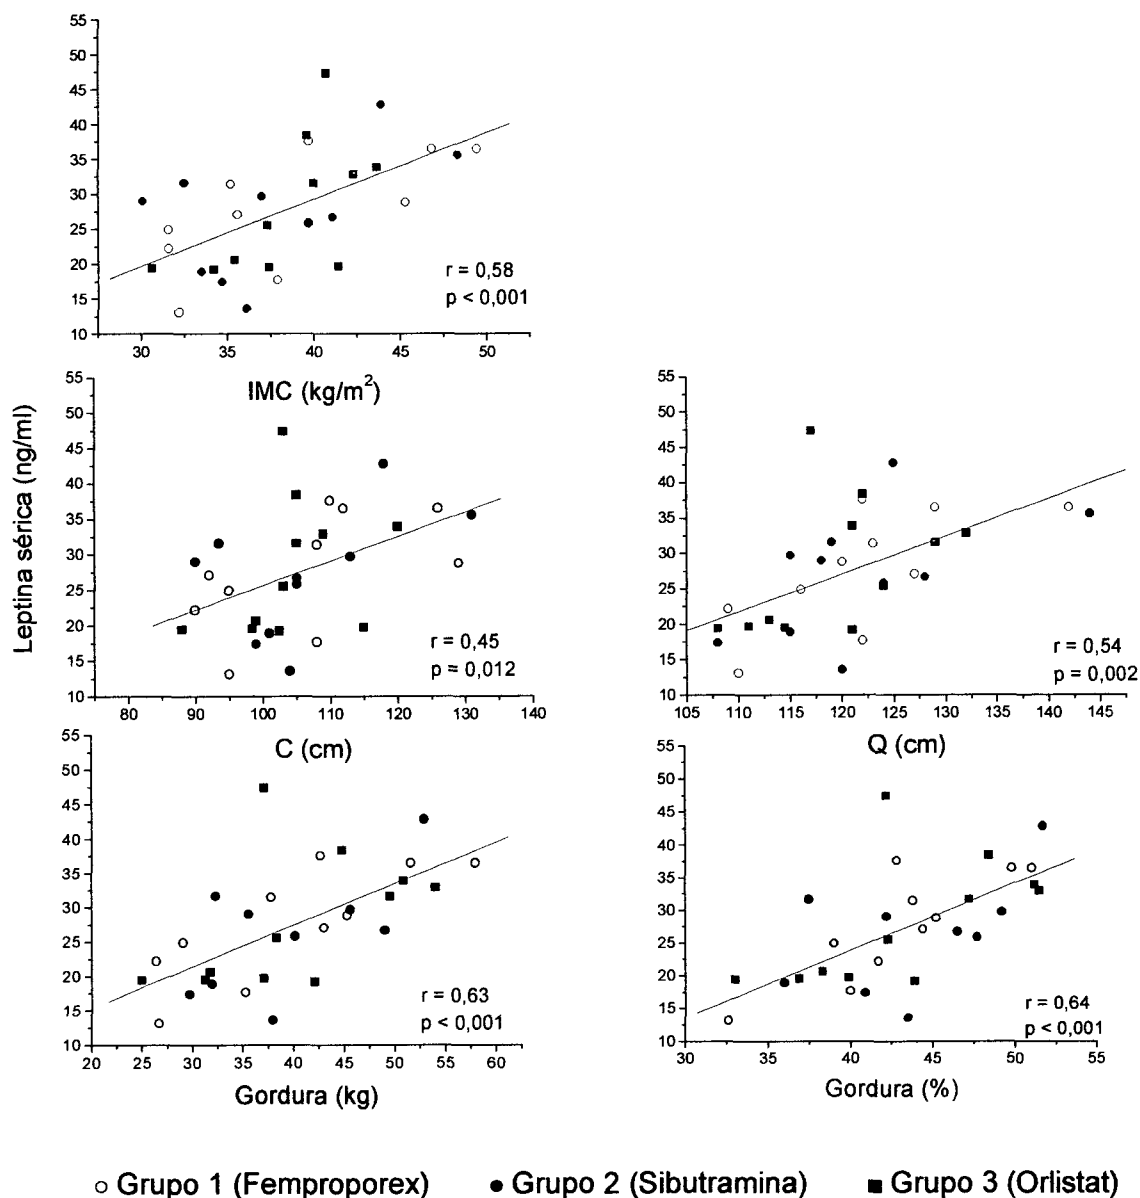 55
50
45
40
35
30
25
20
15
10
r = 0,58
p < 0,001
30 35 40 45 50
IMC (kg/m²)
Leptina sérica (ng/ml)
55
50
45
40
35
30
25
20
15
10
r = 0,45
p = 0,012
80 90 100 110 120 130 140
C (cm)
55
50
45
40
35
30
25
20
15
10
r = 0,54
p = 0,002
105 110 115 120 125 130 135 140 145
Q (cm)
55
50
45
40
35
30
25
20
15
10
r = 0,63
p < 0,001
20 25 30 35 40 45 50 55 60
Gordura (kg)
55
50
45
40
35
30
25
20
15
10
r = 0,64
p < 0,001
30 35 40 45 50 55
Gordura (%)
Grupo 1 (Femproporex) Grupo 2 (Sibutramina) Grupo 3 (Orlistat)